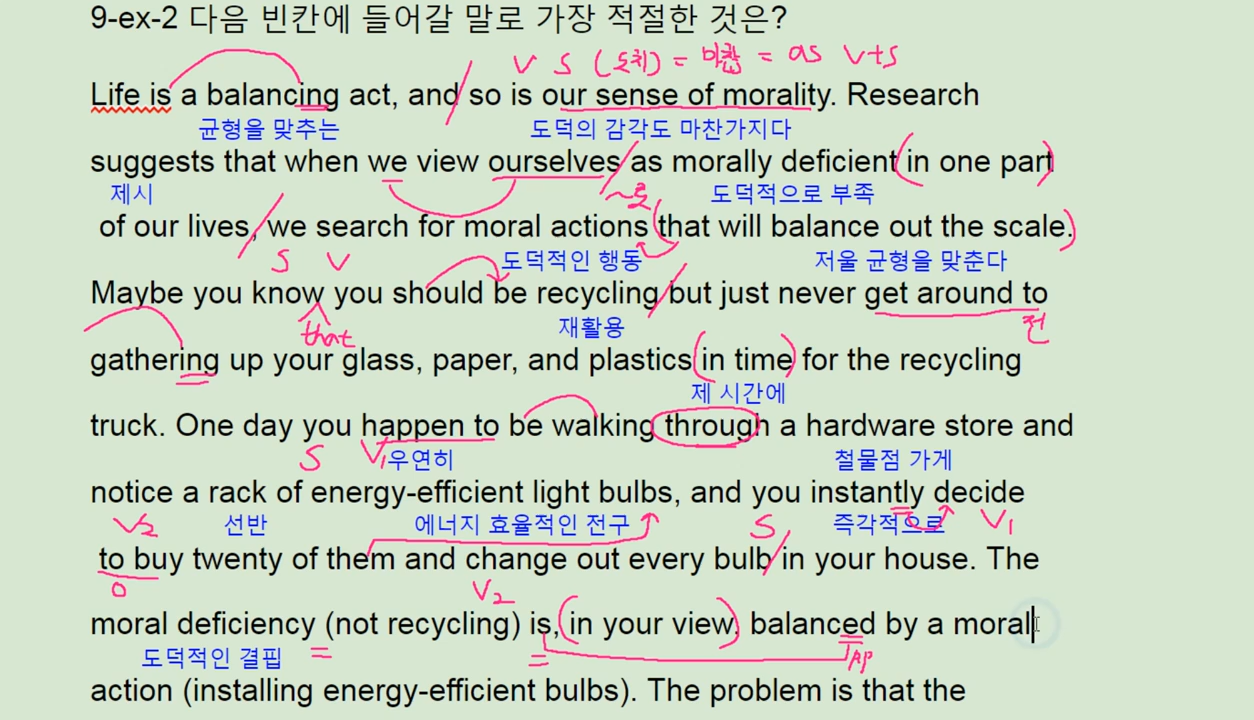 9-ex-2 다음 빈칸에 들어갈 말로 가장 적절한 것은?
V S (도치) = 마찮 = as V+S
Life is a balancing act, and so is our sense of morality. Research
균형을 맞추는 도덕의 감각도 마찬가지다
suggests that when we view ourselves as morally deficient in one part
제시 ~로 도덕적으로 부족
of our lives, we search for moral actions that will balance out the scale.
S V 도덕적인 행동 저울 균형을 맞춘다
Maybe you know you should be recycling but just never get around to
that 재활용 전
gathering up your glass, paper, and plastics in time for the recycling
제 시간에
truck. One day you happen to be walking through a hardware store and
S V1 우연히 철물점 가게
notice a rack of energy-efficient light bulbs, and you instantly decide
V2 선반 에너지 효율적인 전구 S 즉각적으로 V1
to buy twenty of them and change out every bulb in your house. The
O V2
moral deficiency (not recycling) is, in your view, balanced by a moral
도덕적인 결핍 = = pp
action (installing energy-efficient bulbs). The problem is that the